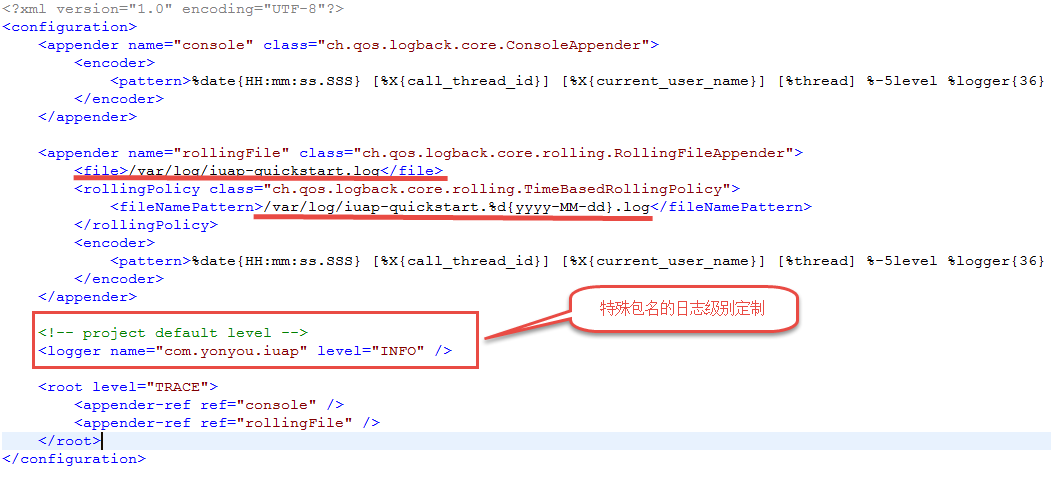 <?xml version="1.0" encoding="UTF-8"?>
<configuration>
<appender name="console" class="ch.qos.logback.core.ConsoleAppender">
<encoder>
<pattern>%date{HH:mm:ss.SSS} [%X{call_thread_id}] [%X{current_user_name}] [%thread] %-5level %logger{36}
</encoder>
</appender>
<appender name="rollingFile" class="ch.qos.logback.core.rolling.RollingFileAppender">
<file>/var/log/iuap-quickstart.log</file>
<rollingPolicy class="ch.qos.logback.core.rolling.TimeBasedRollingPolicy">
<fileNamePattern>/var/log/iuap-quickstart.%d{yyyy-MM-dd}.log</fileNamePattern>
</rollingPolicy>
<encoder>
<pattern>%date{HH:mm:ss.SSS} [%X{call_thread_id}] [%X{current_user_name}] [%thread] %-5level %logger{36}
</encoder>
</appender>
特殊包名的日志级别定制
<!-- project default level -->
<logger name="com.yonyou.iuap" level="INFO" />
<root level="TRACE">
<appender-ref ref="console" />
<appender-ref ref="rollingFile" />
</root>
</configuration>